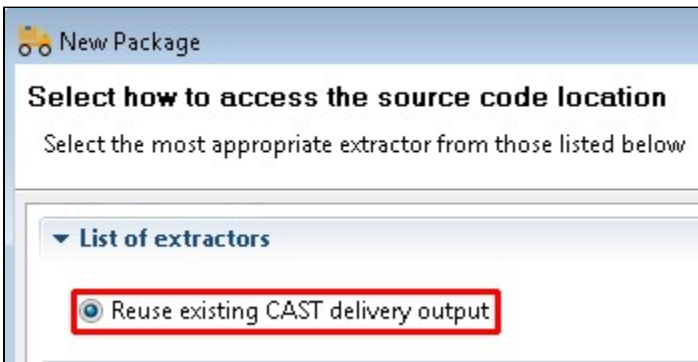 New Package
Select how to access the source code location
Select the most appropriate extractor from those listed below
List of extractors
Reuse existing CAST delivery output